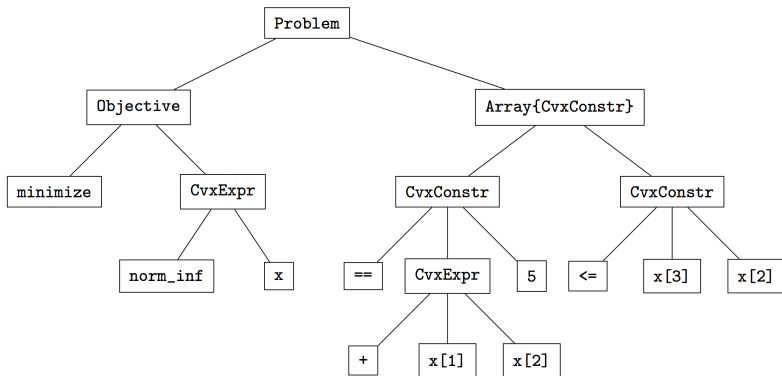 Problem
Objective
Array{CvxConstr}
minimize
CvxExpr
CvxConstr
CvxConstr
norm_inf
x
==
CvxExpr
5
<=
x[3]
x[2]
+
x[1]
x[2]